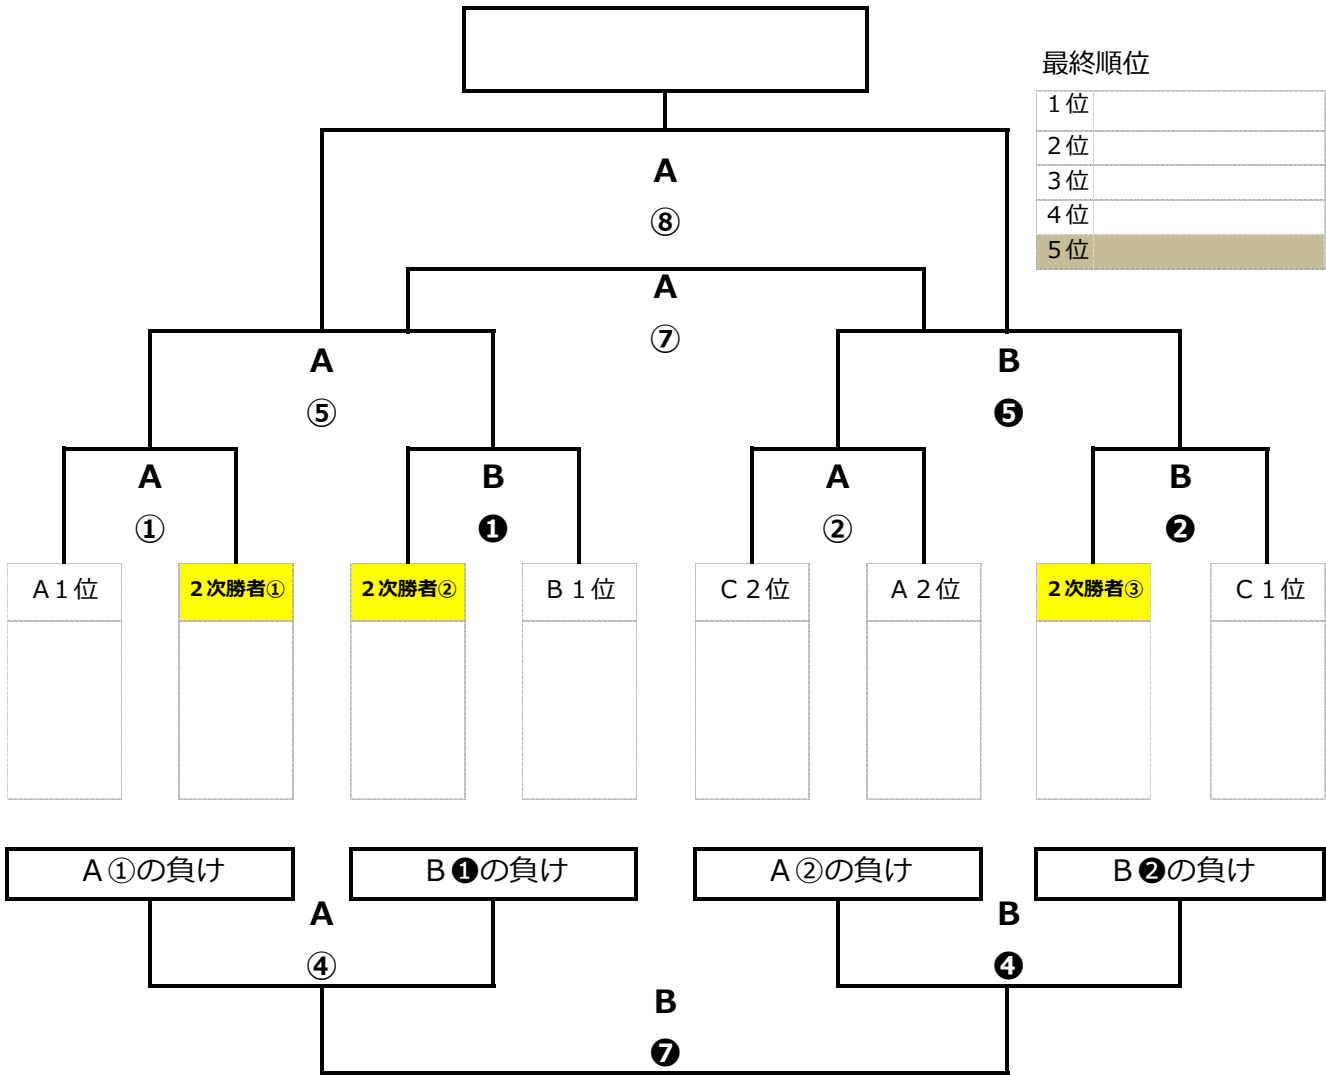 最終順位
１位
２位
３位
４位
５位
A
⑧
A
⑦
A
⑤
B
❺
A
①
B
❶
A
②
B
❷
Ａ１位
２次勝者①
２次勝者②
Ｂ１位
Ｃ２位
Ａ２位
２次勝者③
Ｃ１位
Ａ①の負け
Ｂ❶の負け
Ａ②の負け
Ｂ❷の負け
A
④
B
❹
B
❼